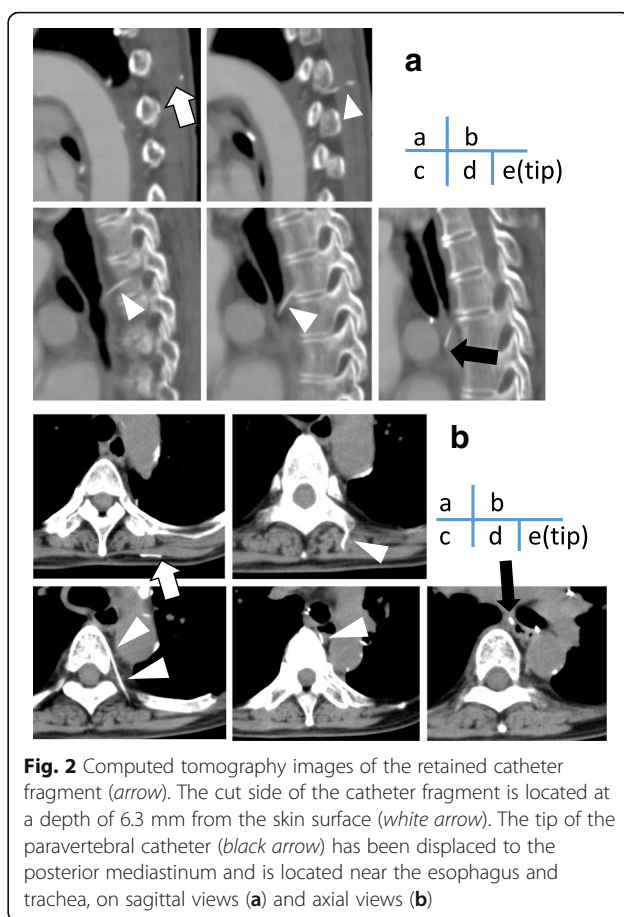 a
a b
c d e(tip)
b
a b
c d e(tip)
Fig. 2 Computed tomography images of the retained catheter
fragment (arrow). The cut side of the catheter fragment is located at
a depth of 6.3 mm from the skin surface (white arrow). The tip of the
paravertebral catheter (black arrow) has been displaced to the
posterior mediastinum and is located near the esophagus and
trachea, on sagittal views (a) and axial views (b)